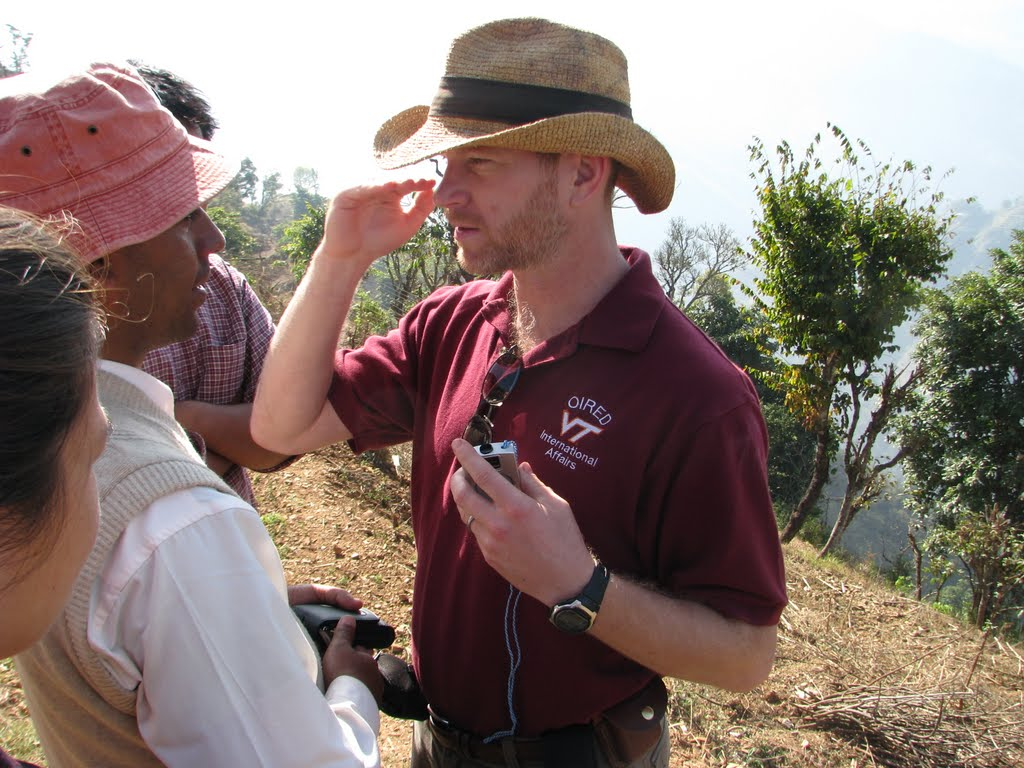 OIRED
VT
International
Affairs